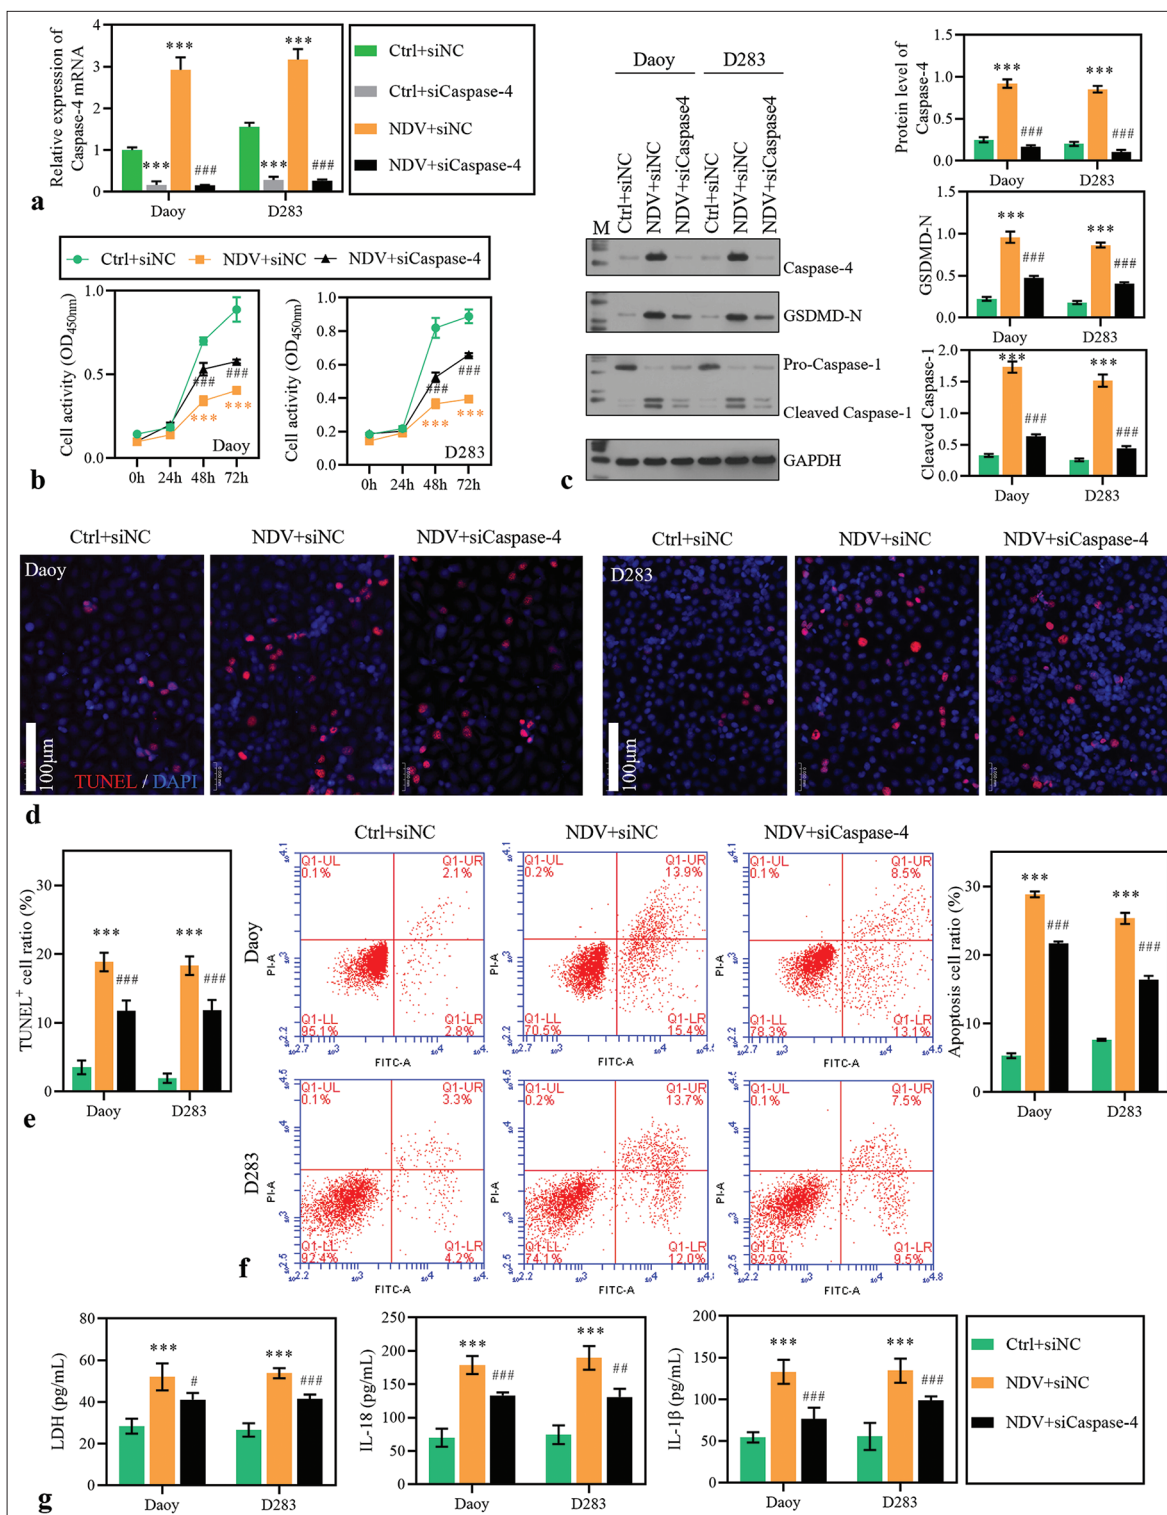 Relative expression of
Caspase-4 mRNA
4
3
2
1
0
***
***
***
###
***
###
Daoy
D283
Ctrl+siNC
Ctrl+siCaspase-4
NDV+siNC
NDV+siCaspase-4
a
Ctrl+siNC
NDV+siNC
NDV+siCaspase-4
Cell activity (OD450nm)
1.0
0.5
0.0
###
###
***
***
Daoy
0h
24h
48h
72h
Cell activity (OD450nm)
1.0
0.8
0.6
0.4
0.2
0.0
###
###
***
***
D283
0h
24h
48h
72h
b
Daoy
D283
M
Ctrl+siNC
NDV+siNC
NDV+siCaspase4
Ctrl+siNC
NDV+siNC
NDV+siCaspase4
Caspase-4
GSDMD-N
Pro-Caspase-1
Cleaved Caspase-1
GAPDH
c
Protein level of
Caspase-4
1.5
1.0
0.5
0.0
***
###
***
###
Daoy
D283
GSDMD-N
1.5
1.0
0.5
0.0
***
###
***
###
Daoy
D283
Cleaved Caspase-1
2.0
1.5
1.0
0.5
0.0
***
###
***
###
Daoy
D283
Ctrl+siNC
NDV+siNC
NDV+siCaspase-4
Ctrl+siNC
NDV+siNC
NDV+siCaspase-4
Daoy
D283
100μm
TUNEL / DAPI
100μm
d
TUNEL+ cell ratio (%)
30
20
10
0
***
###
***
###
Daoy
D283
e
Ctrl+siNC
NDV+siNC
NDV+siCaspase-4
Daoy
Q1-UL
0.1%
Q1-UR
2.1%
Q1-LL
95.1%
Q1-LR
2.8%
PI-A
FITC-A
Q1-UL
0.2%
Q1-UR
13.9%
Q1-LL
70.5%
Q1-LR
15.4%
PI-A
FITC-A
Q1-UL
0.1%
Q1-UR
8.5%
Q1-LL
78.3%
Q1-LR
13.1%
PI-A
FITC-A
D283
Q1-UL
0.1%
Q1-UR
3.3%
Q1-LL
92.4%
Q1-LR
4.2%
PI-A
FITC-A
Q1-UL
0.2%
Q1-UR
13.7%
Q1-LL
74.1%
Q1-LR
12.0%
PI-A
FITC-A
Q1-UL
0.1%
Q1-UR
7.5%
Q1-LL
82.9%
Q1-LR
9.5%
PI-A
FITC-A
f
Apoptosis cell ratio (%)
30
20
10
0
***
###
***
###
Daoy
D283
LDH (pg/mL)
80
60
40
20
0
***
#
***
###
Daoy
D283
IL-18 (pg/mL)
250
200
150
100
50
0
***
###
***
##
Daoy
D283
IL-1β (pg/mL)
200
150
100
50
0
***
###
***
###
Daoy
D283
Ctrl+siNC
NDV+siNC
NDV+siCaspase-4
g